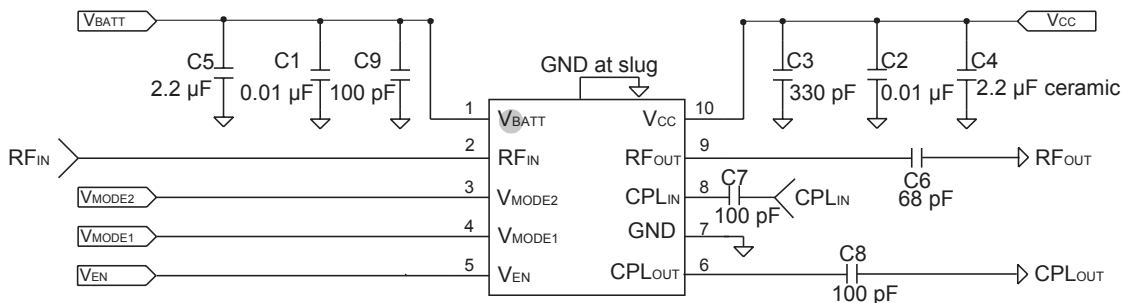 VBATT
VCC
C5
2.2 µF
C1
0.01 µF
C9
100 pF
GND at slug
C3
330 pF
C2
0.01 µF
C4
2.2 µF ceramic
1
VBATT
VCC
10
RFIN
2
RFIN
RFOUT
9
C6
68 pF
RFOUT
VMODE2
3
VMODE2
CPLIN
8
C7
100 pF
CPLIN
VMODE1
4
VMODE1
GND
7
VEN
5
VEN
CPLOUT
6
C8
100 pF
CPLOUT